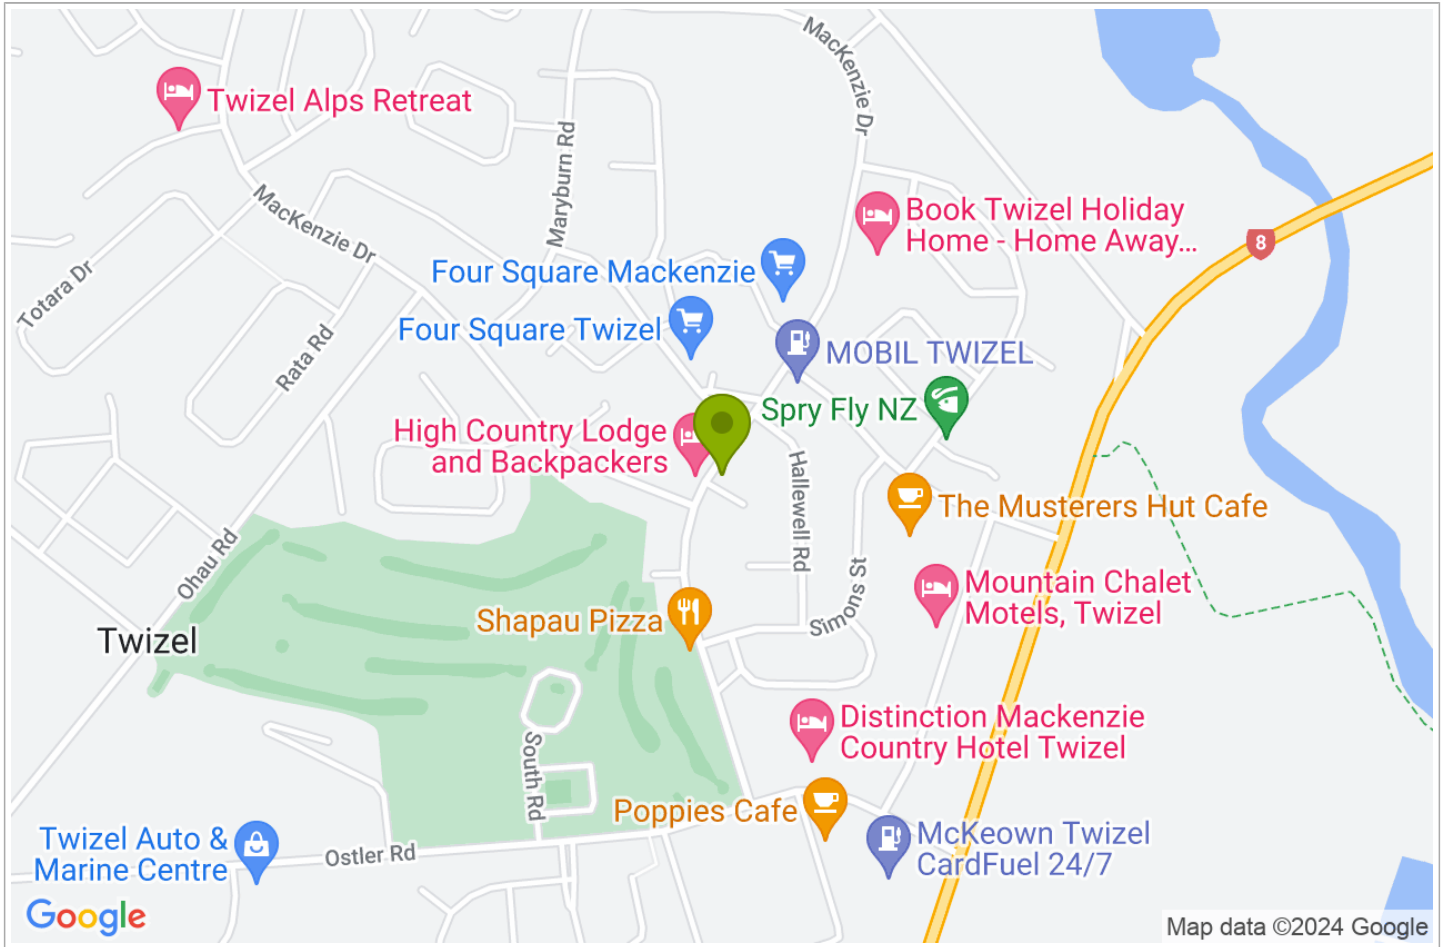 MacKenzie Dr
Twizel Alps Retreat
Maryburn Rd
MacKenzie Dr
Book Twizel Holiday
Home - Home Away...
8
Four Square Mackenzie
Totara Dr
Four Square Twizel
MOBIL TWIZEL
Rata Rd
Spry Fly NZ
High Country Lodge
and Backpackers
Hallewell Rd
The Musterers Hut Cafe
Ohau Rd
Mountain Chalet
Motels, Twizel
Simons St
Shapau Pizza
Twizel
Distinction Mackenzie
Country Hotel Twizel
South Rd
Poppies Cafe
Twizel Auto &
Marine Centre
McKeown Twizel
CardFuel 24/7
Ostler Rd
Google
Map data ©2024 Google